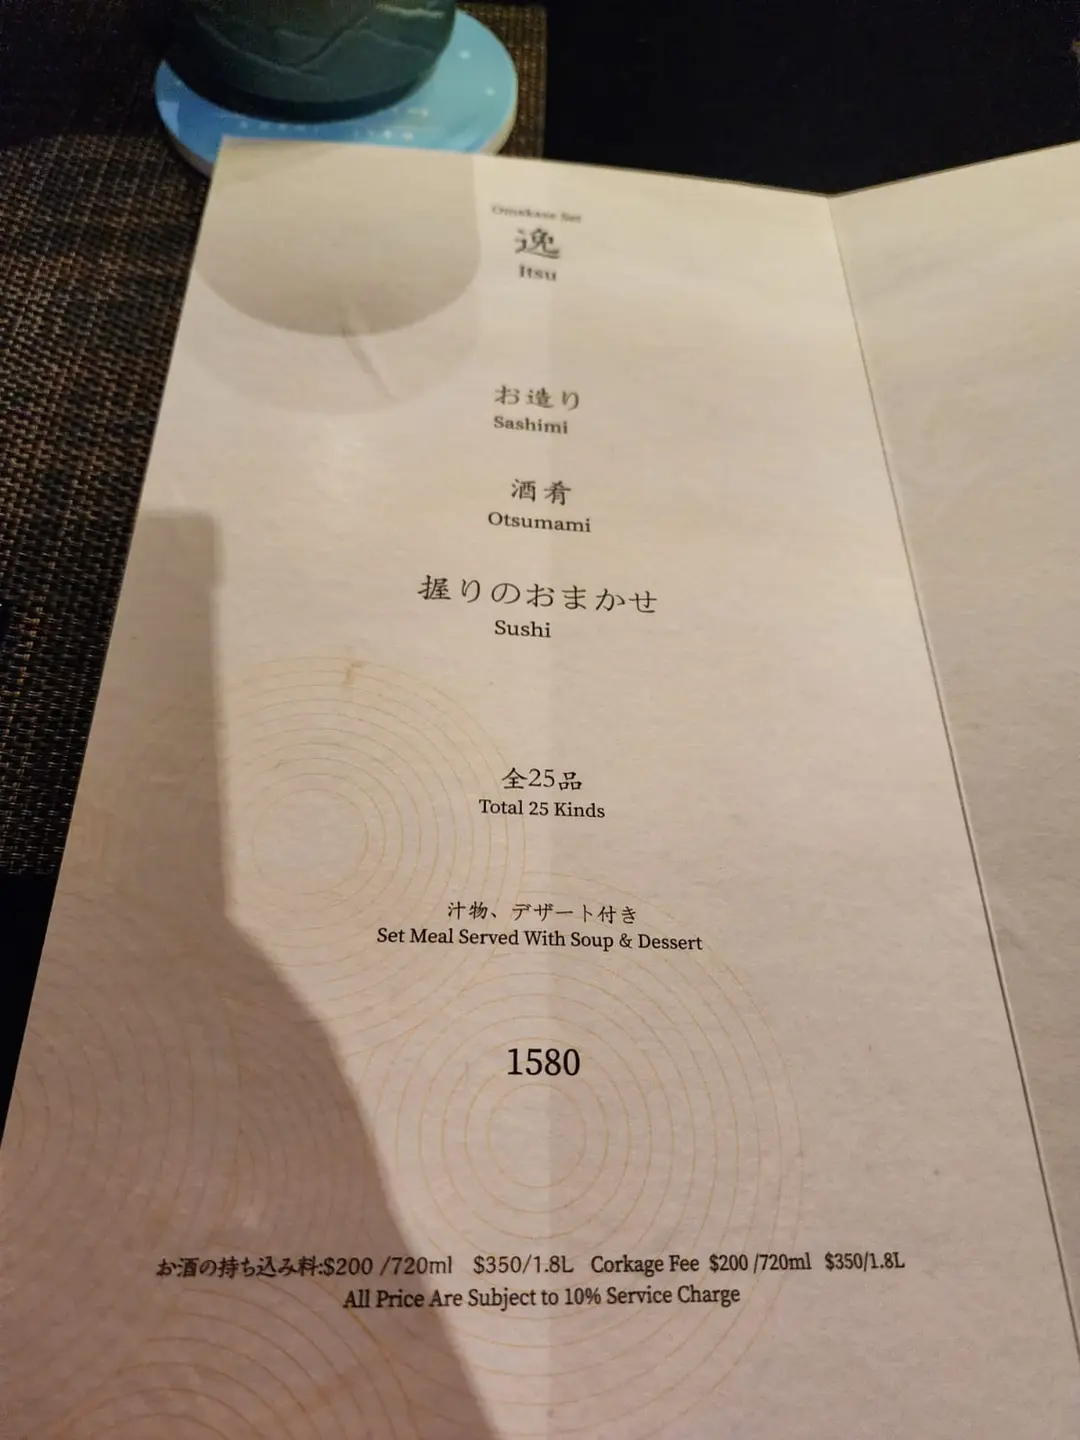 Omakase Set
逸
Itsu
お造り
Sashimi
酒肴
Otsumami
握りのおまかせ
Sushi
全25品
Total 25 Kinds
汁物、デザート付き
Set Meal Served With Soup & Dessert
1580
お酒の持ち込み料:$200 /720ml $350/1.8L Corkage Fee $200 /720ml $350/1.8L
All Price Are Subject to 10% Service Charge